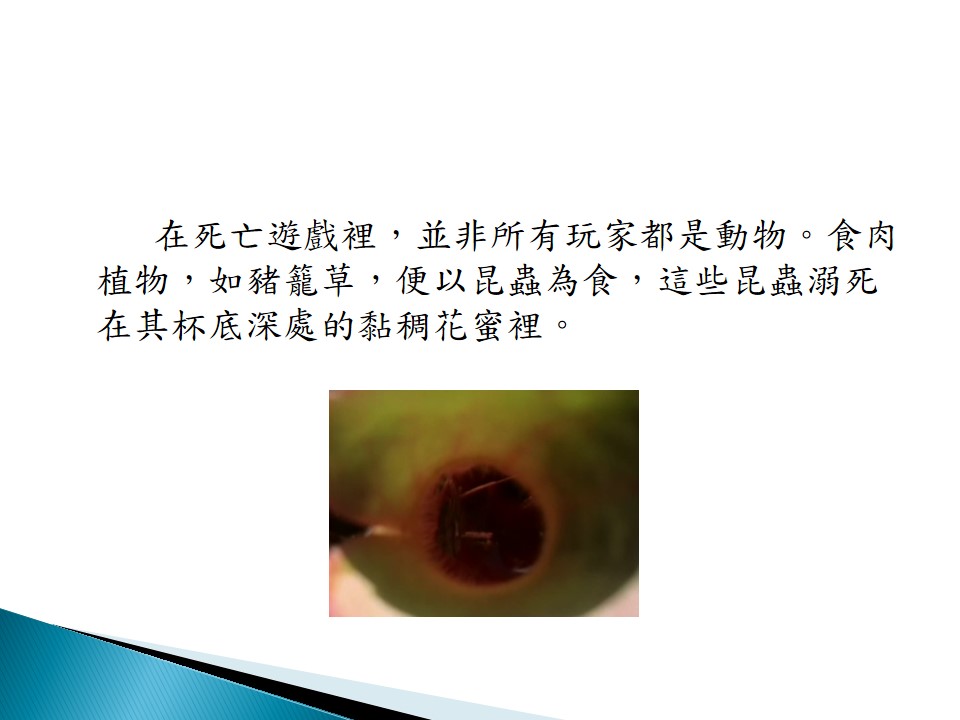 在死亡遊戲裡，並非所有玩家都是動物。食肉
植物，如豬籠草，便以昆蟲為食，這些昆蟲溺死
在其杯底深處的黏稠花蜜裡。